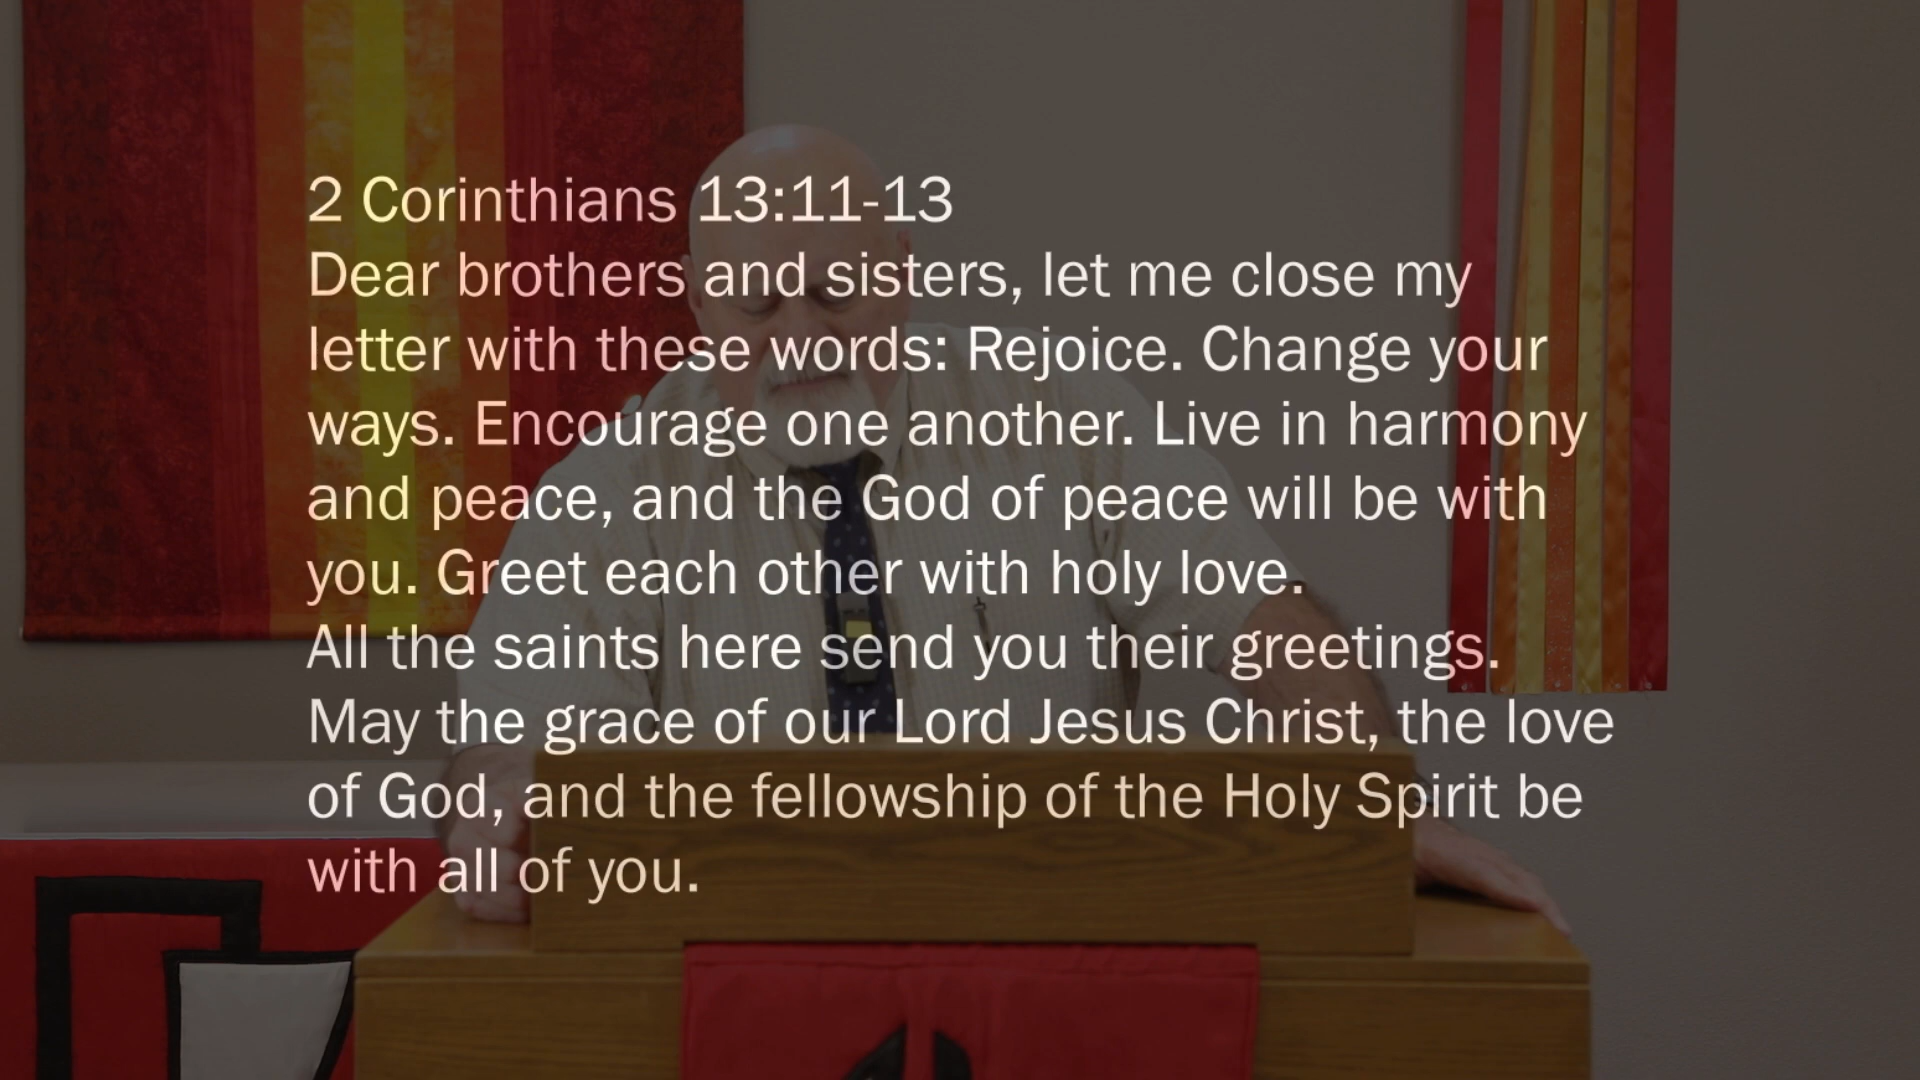 2 Corinthians 13:11-13
Dear brothers and sisters, let me close my
letter with these words: Rejoice. Change your
ways. Encourage one another. Live in harmony
and peace, and the God of peace will be with
you. Greet each other with holy love.
All the saints here send you their greetings.
May the grace of our Lord Jesus Christ, the love
of God, and the fellowship of the Holy Spirit be
with all of you.